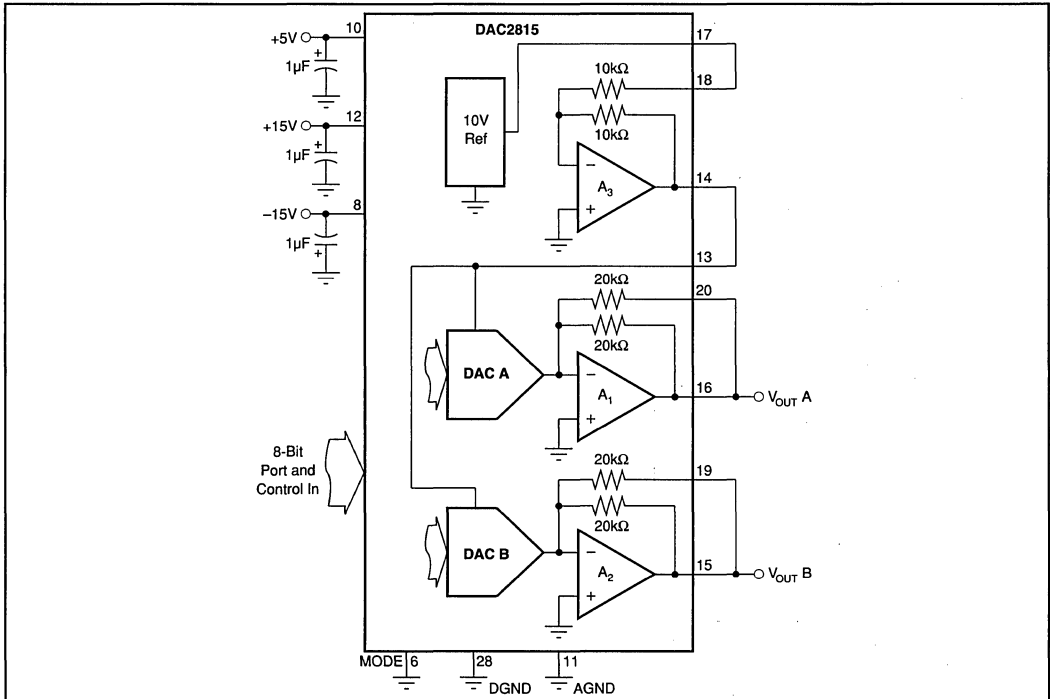 DAC2815
10
+5V
+
1µF
12
+15V
+
1µF
8
–15V
1µF
+
17
10kΩ
18
10V
Ref
10kΩ
–
A3
+
14
13
20kΩ
20
20kΩ
DAC A
–
A1
+
16
VOUT A
8-Bit
Port and
Control In
20kΩ
19
20kΩ
DAC B
–
A2
+
15
VOUT B
MODE 6
28
DGND
11
AGND